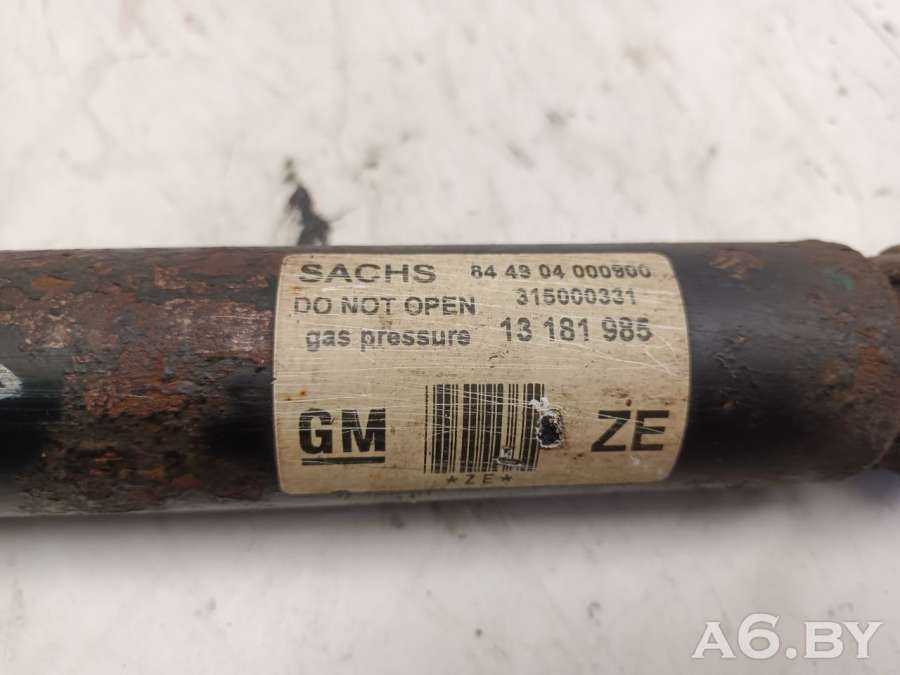 SACHS 84 49 04 000900
DO NOT OPEN 315000331
gas pressure 13 181 985
GM ZE
*ZE*
A6.BY